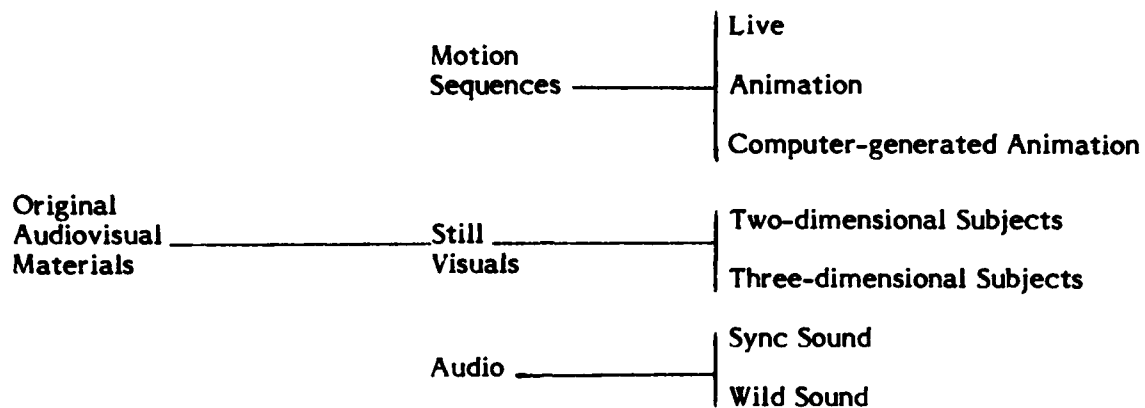 Motion
Sequences
Live
Animation
Computer-generated Animation
Original
Audiovisual
Materials
Still
Visuals
Two-dimensional Subjects
Three-dimensional Subjects
Audio
Sync Sound
Wild Sound